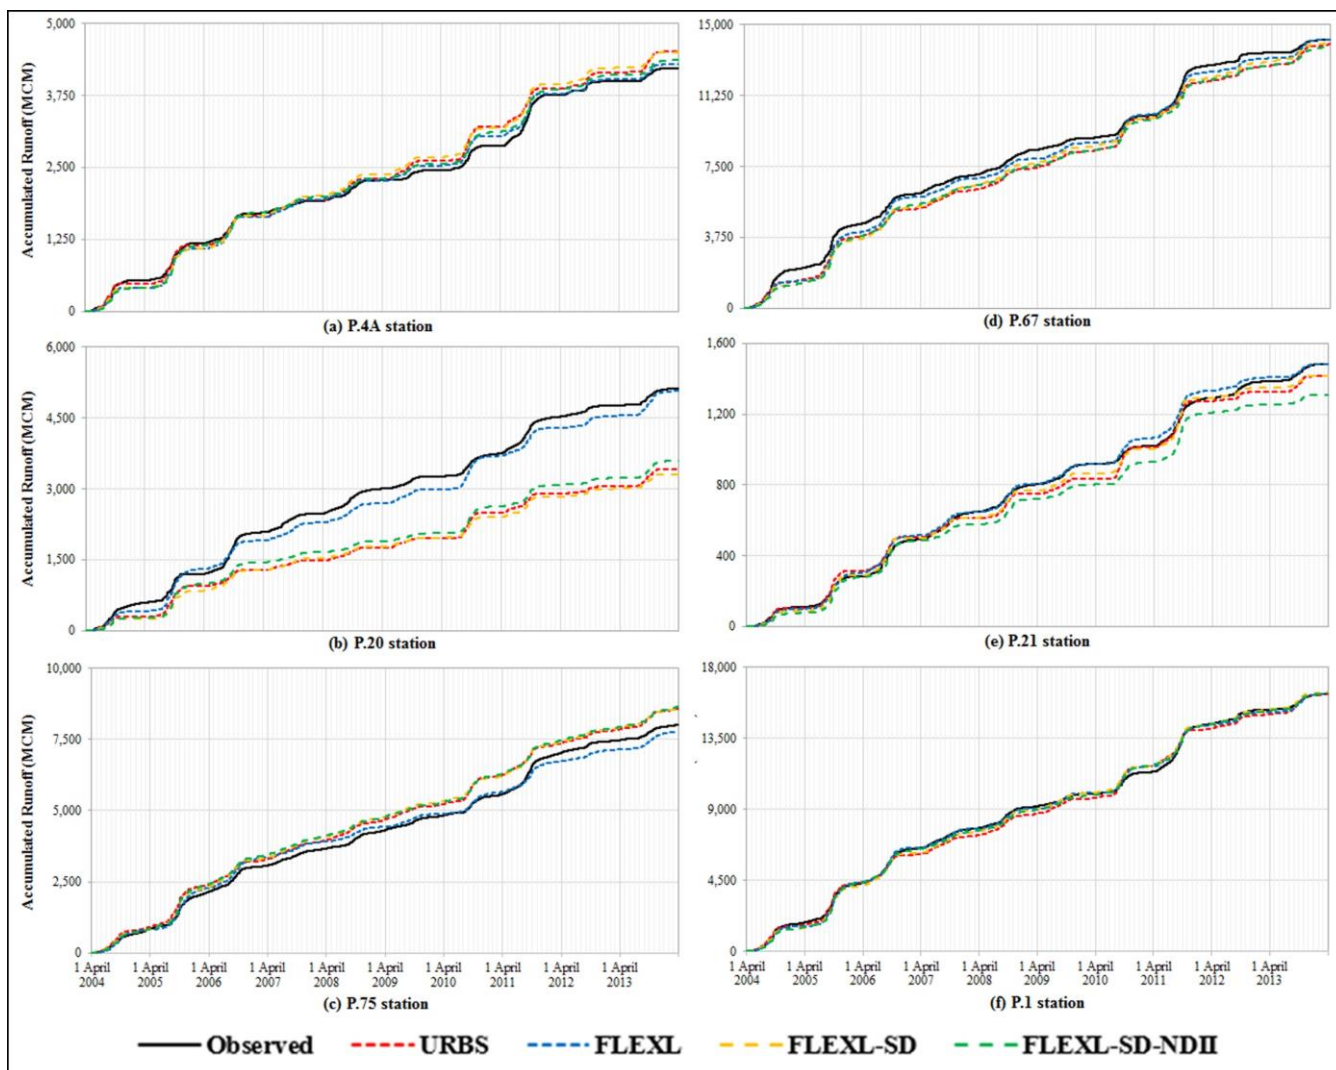 5,000
3,750
2,500
1,250
0
Accumulated Runoff (MCM)
(a) P.4A station
15,000
11,250
7,500
3,750
0
(d) P.67 station
6,000
4,500
3,000
1,500
0
Accumulated Runoff (MCM)
(b) P.20 station
1,600
1,200
800
400
0
(e) P.21 station
10,000
7,500
5,000
2,500
0
Accumulated Runoff (MCM)
1 April 1 April 1 April 1 April 1 April 1 April 1 April 1 April 1 April 1 April
2004 2005 2006 2007 2008 2009 2010 2011 2012 2013
(c) P.75 station
18,000
13,500
9,000
4,500
0
1 April 1 April 1 April 1 April 1 April 1 April 1 April 1 April 1 April 1 April
2004 2005 2006 2007 2008 2009 2010 2011 2012 2013
(f) P.1 station
Observed URBS FLEXL FLEXL-SD FLEXL-SD-NDII